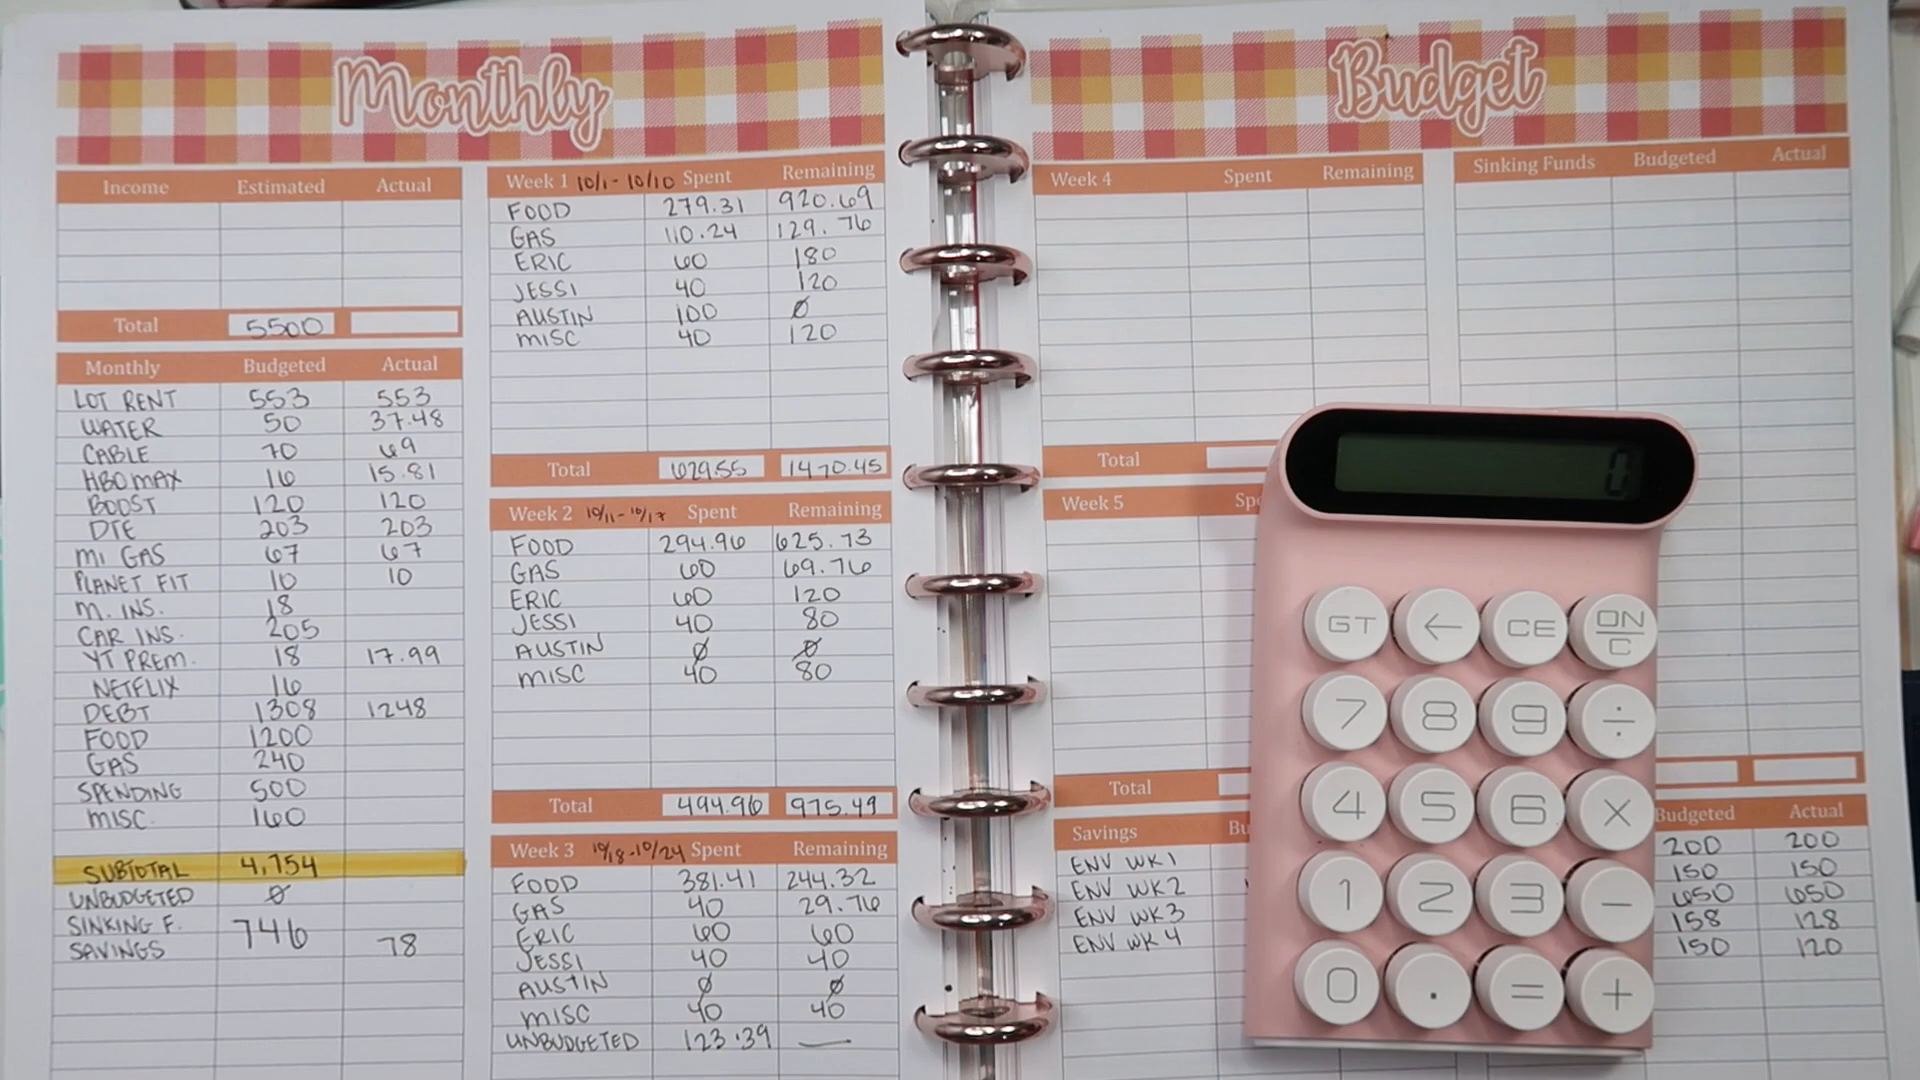 Monthly
Income Estimated Actual
Total 5500
Monthly Budgeted Actual
LOT RENT 553 553
WATER 50 37.48
CABLE 70 69
HBO MAX 16 15.81
BOOST 120 120
DTE 203 203
MI GAS 67 67
PLANET FIT 10 10
M. INS. 18
CAR INS. 205
YT PREM. 18 17.99
NETFLIX 16
DEBT 1308 1248
FOOD 1200
GAS 240
SPENDING 500
MISC. 160
SUBTOTAL 4,754
UNBUDGETED Ø
SINKING F. 746
SAVINGS 78
Week 1 10/1-10/10 Spent Remaining
FOOD 279.31 920.69
GAS 110.24 129.76
ERIC 60 180
JESSI 40 120
AUSTIN 100 Ø
MISC 40 120
Total 629.55 1470.45
Week 2 10/11-10/17 Spent Remaining
FOOD 294.96 625.73
GAS 60 69.76
ERIC 60 120
JESSI 40 80
AUSTIN Ø Ø
MISC 40 80
Total 494.96 975.49
Week 3 10/18-10/24 Spent Remaining
FOOD 381.41 244.32
GAS 40 29.76
ERIC 60 60
JESSI 40 40
AUSTIN Ø Ø
MISC 40 40
UNBUDGETED 123.39 —
Budget
Week 4 Spent Remaining
Total
Week 5
Total
Savings
ENV WK 1
ENV WK 2
ENV WK 3
ENV WK 4
Sinking Funds Budgeted Actual
Budgeted Actual
200 200
150 150
650 650
158 128
150 120
0
GT ← CE ON/C
7 8 9 ÷
4 5 6 ×
1 2 3 −
0 . = +